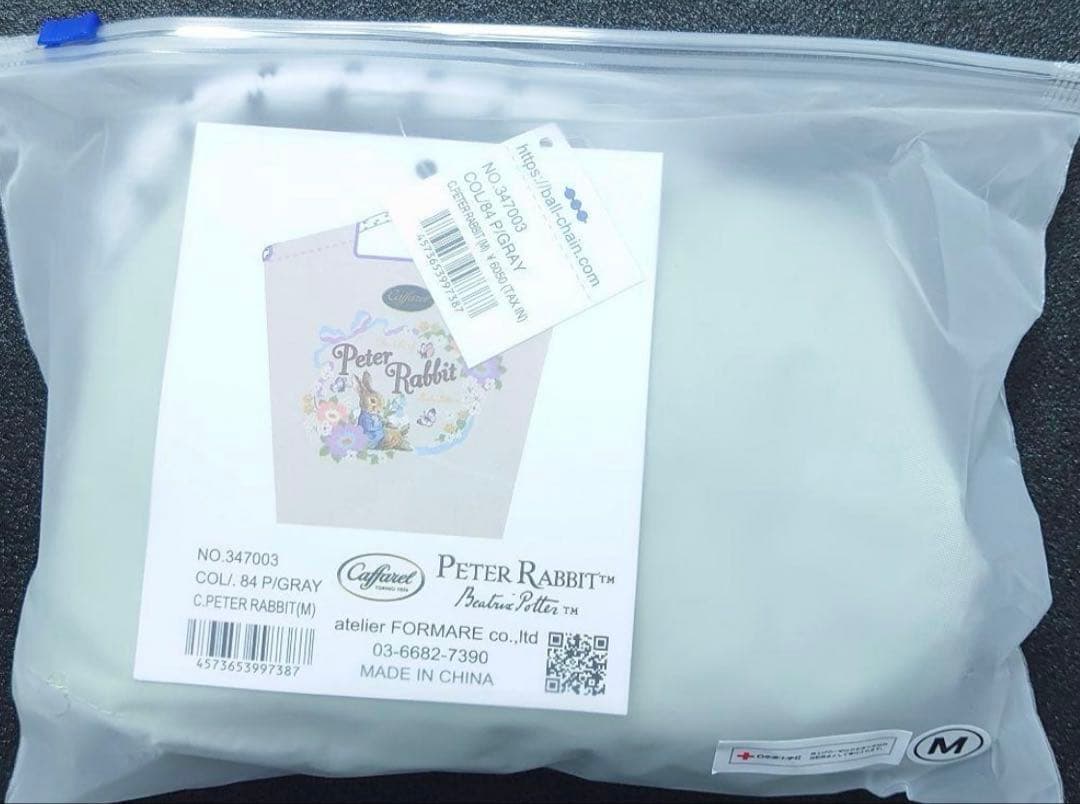 https://ball-chain.com
NO.347003
COL/84 P/GRAY
C.PETER RABBIT(M) ¥6050 (TAX IN)
4573653997387
Caffarel
Peter
Rabbit
NO.347003
COL/. 84 P/GRAY
C.PETER RABBIT(M)
4573653997387
Caffarel
PETER RABBIT™
Beatrix Potter ™
atelier FORMARE co.,ltd
03-6682-7390
MADE IN CHINA
M